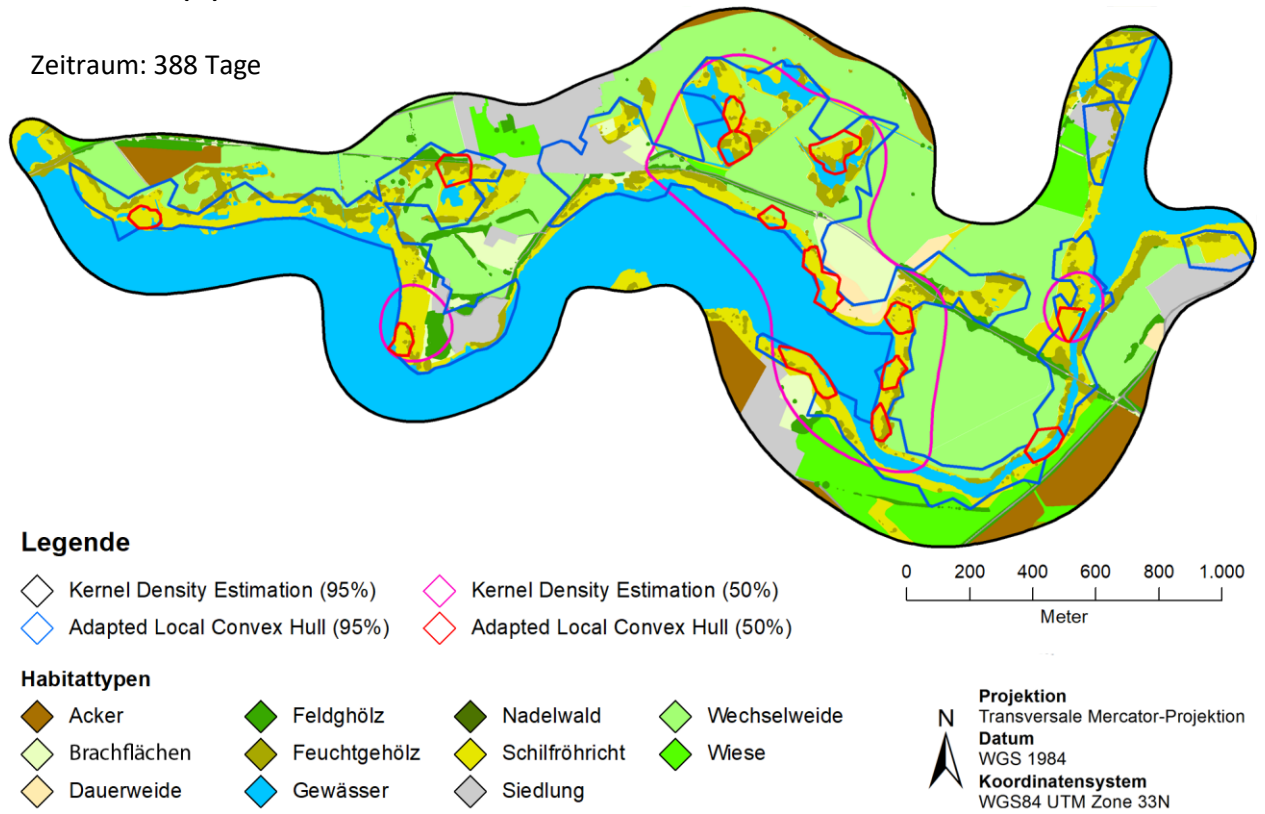 Zeitraum: 388 Tage
Legende
Kernel Density Estimation (95%)
Kernel Density Estimation (50%)
Adapted Local Convex Hull (95%)
Adapted Local Convex Hull (50%)
0 200 400 600 800 1.000
Meter
Habitattypen
Acker
Feldghölz
Nadelwald
Wechselweide
Brachflächen
Feuchtgehölz
Schilfröhricht
Wiese
Dauerweide
Gewässer
Siedlung
N
Projektion
Transversale Mercator-Projektion
Datum
WGS 1984
Koordinatensystem
WGS84 UTM Zone 33N